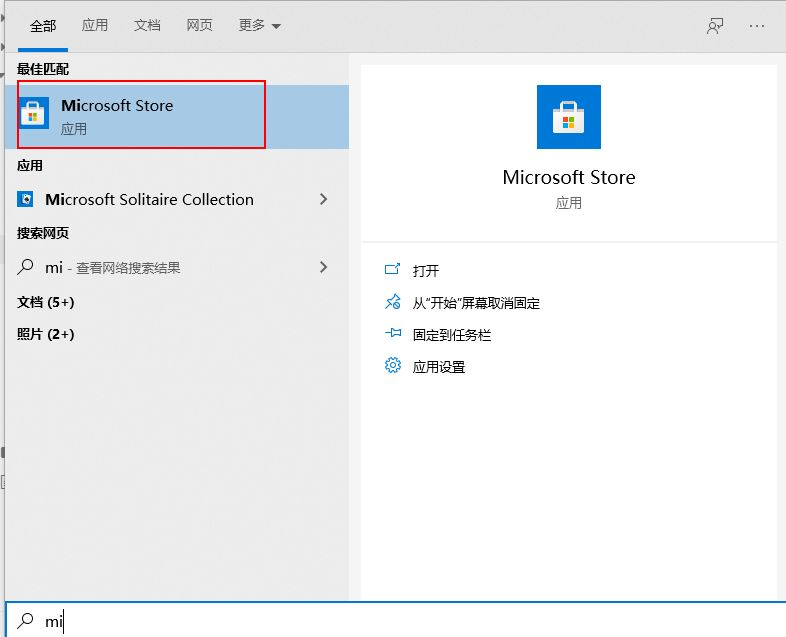 全部 应用 文档 网页 更多
最佳匹配
Microsoft Store
应用
应用
Microsoft Solitaire Collection
搜索网页
mi - 查看网络搜索结果
文档 (5+)
照片 (2+)
Microsoft Store
应用
打开
从"开始"屏幕取消固定
固定到任务栏
应用设置
mi